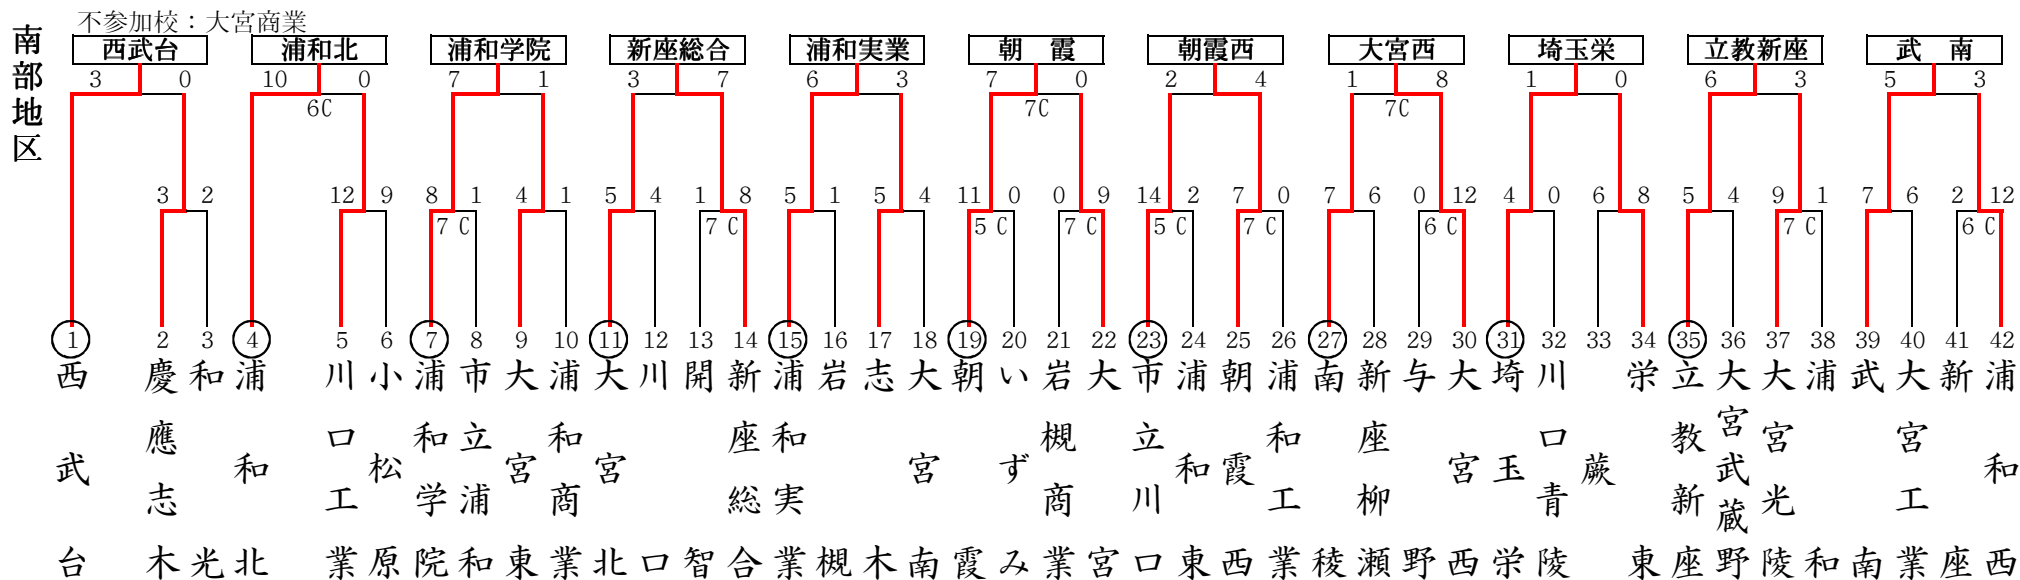 不参加校：大宮商業
南部地区
西武台 浦和北 浦和学院 新座総合 浦和実業 朝　霞 朝霞西 大宮西 埼玉栄 立教新座 武　南
3 0 10 0 7 1 3 7 6 3 7 0 2 4 1 8 1 0 6 3 5 3
6C 7C 7C
3 2 12 9 8 1 4 1 5 4 1 8 5 1 5 4 11 0 0 9 14 2 7 0 7 6 0 12 4 0 6 8 5 4 9 1 7 6 2 12
7C 7C 5C 7C 5C 7C 6C 7C 6C
1 2 3 4 5 6 7 8 9 10 11 12 13 14 15 16 17 18 19 20 21 22 23 24 25 26 27 28 29 30 31 32 33 34 35 36 37 38 39 40 41 42
西武台
慶應志木
和光
浦和北
川口工業
小松原
浦和学院
市立浦和
大宮東
浦和商業
大宮北
川口
開智
新座総合
浦和実業
岩槻
志木
大宮南
朝霞
いずみ
岩槻商業
大宮
市立川口
浦和東
朝霞西
浦和工業
南稜
新座柳瀬
与野
大宮西
埼玉栄
川口青陵
蕨
栄東
立教新座
大宮武蔵野
大宮光陵
浦和
武南
大宮工業
新座
浦和西